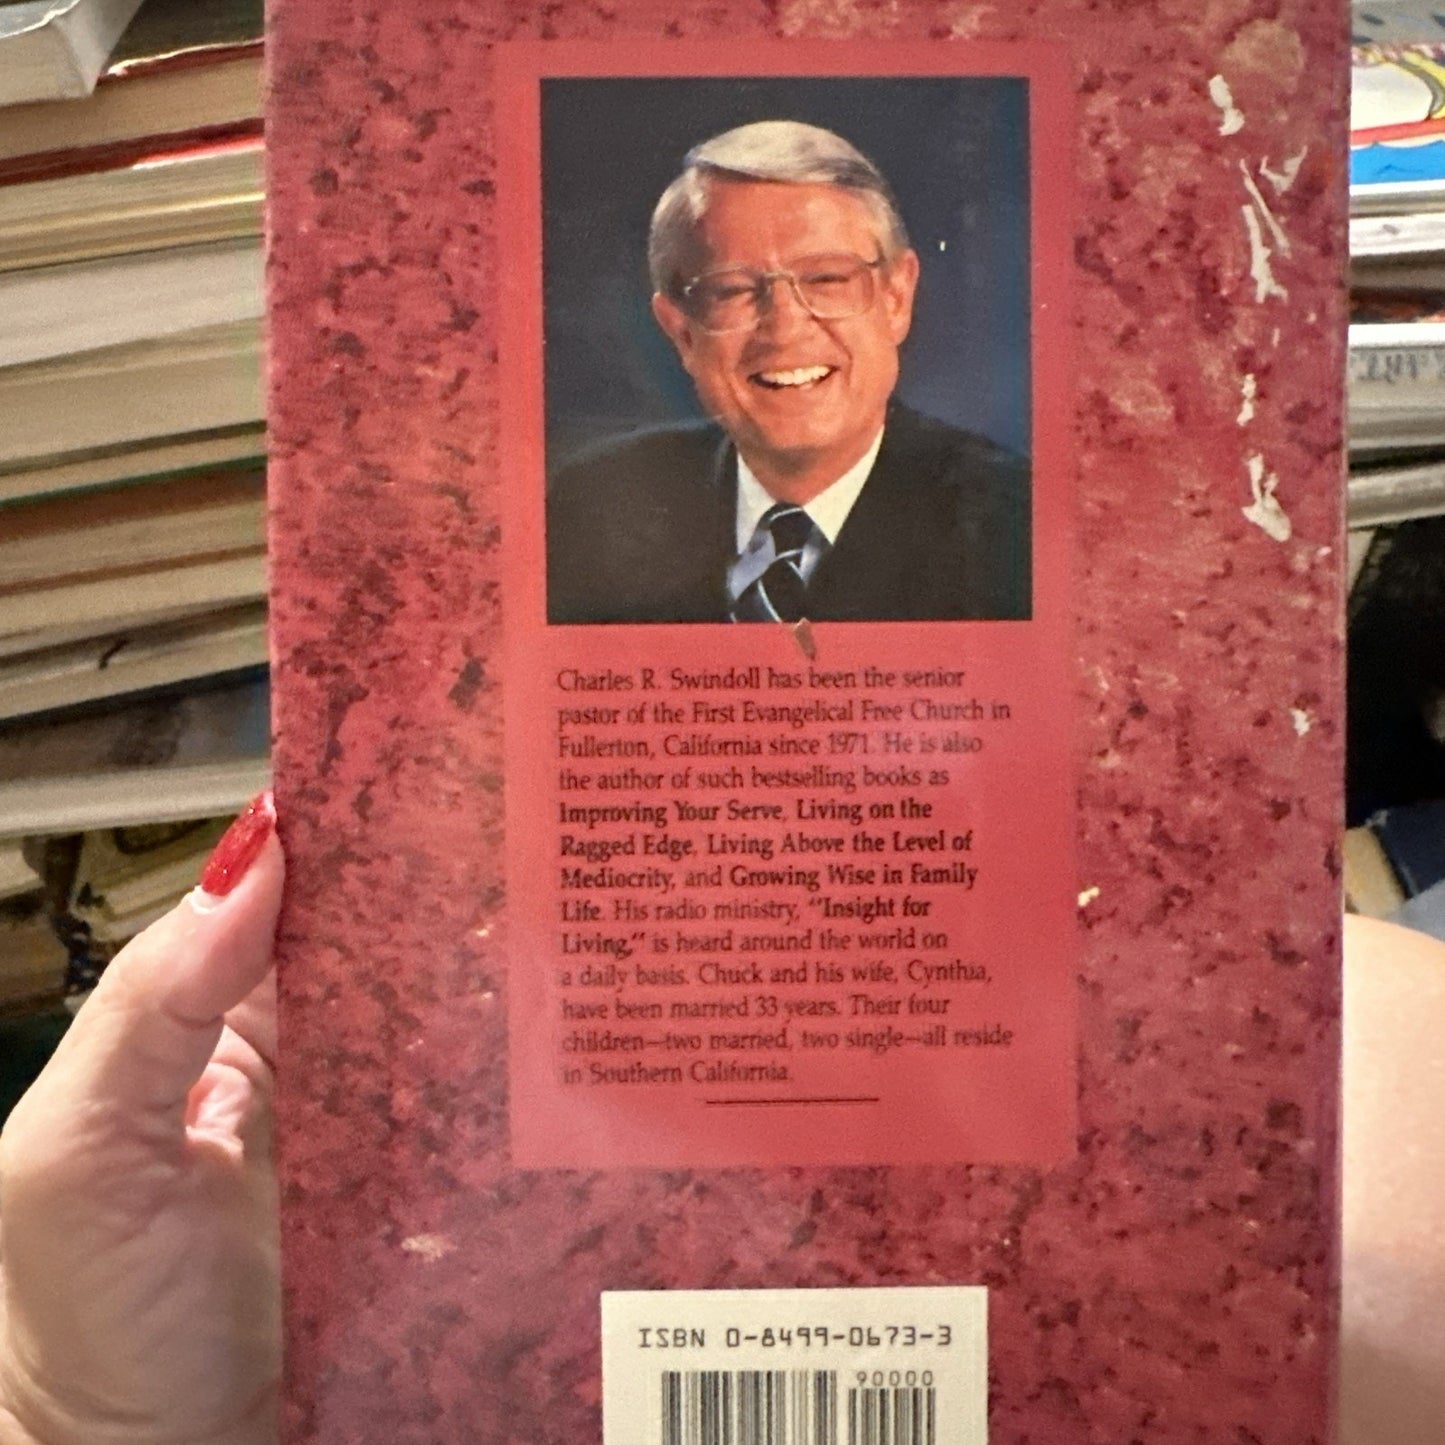 Charles R. Swindoll has been the senior
pastor of the First Evangelical Free Church in
Fullerton, California since 1971. He is also
the author of such bestselling books as
Improving Your Serve, Living on the
Ragged Edge, Living Above the Level of
Mediocrity, and Growing Wise in Family
Life. His radio ministry, “Insight for
Living,” is heard around the world on
a daily basis. Chuck and his wife, Cynthia,
have been married 33 years. Their four
children—two married, two single—all reside
in Southern California.
ISBN 0-8499-0673-3
90000